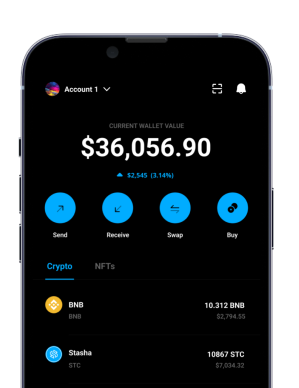 Account 1
CURRENT WALLET VALUE
$36,056.90
$2,545 (3.14%)
Send Receive Swap Buy
Crypto NFTs
BNB 10.312 BNB
BNB $2,794.55
Stasha 10867 STC
STC $7,034.32